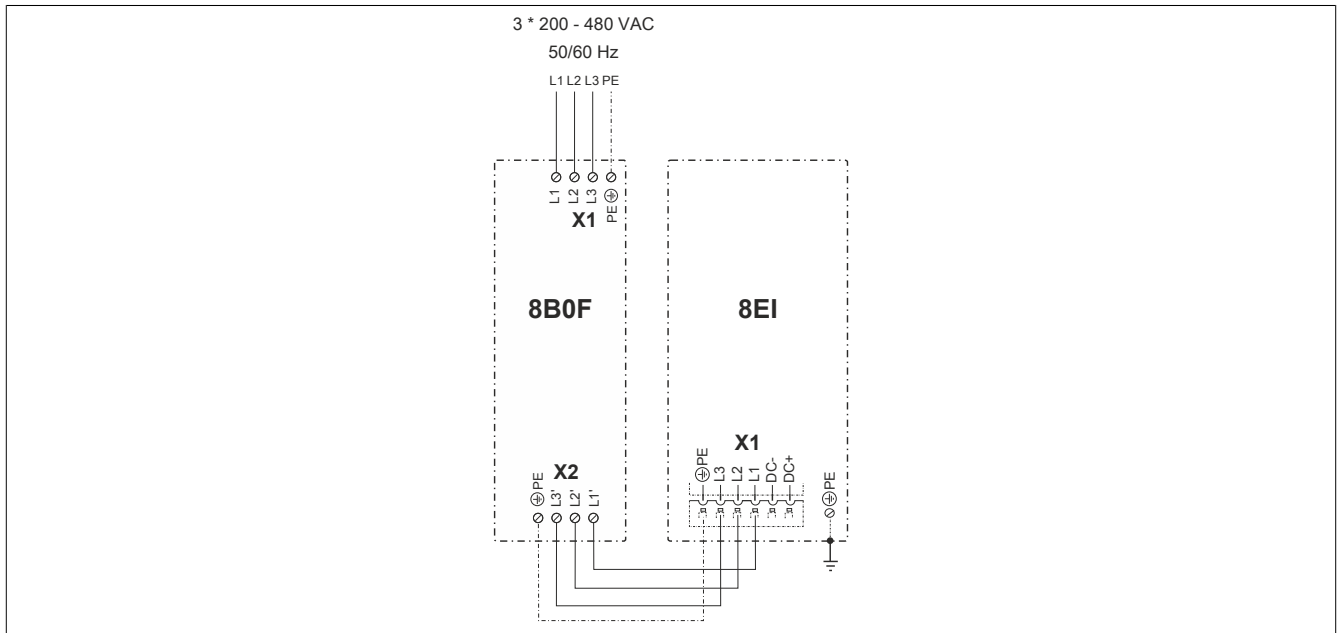 3 * 200 - 480 VAC
50/60 Hz
L1 L2 L3 PE
L1
L2
L3
PE
X1
8B0F
8EI
X2
PE
L3'
L2'
L1'
X1
PE
L3
L2
L1
DC-
DC+
PE